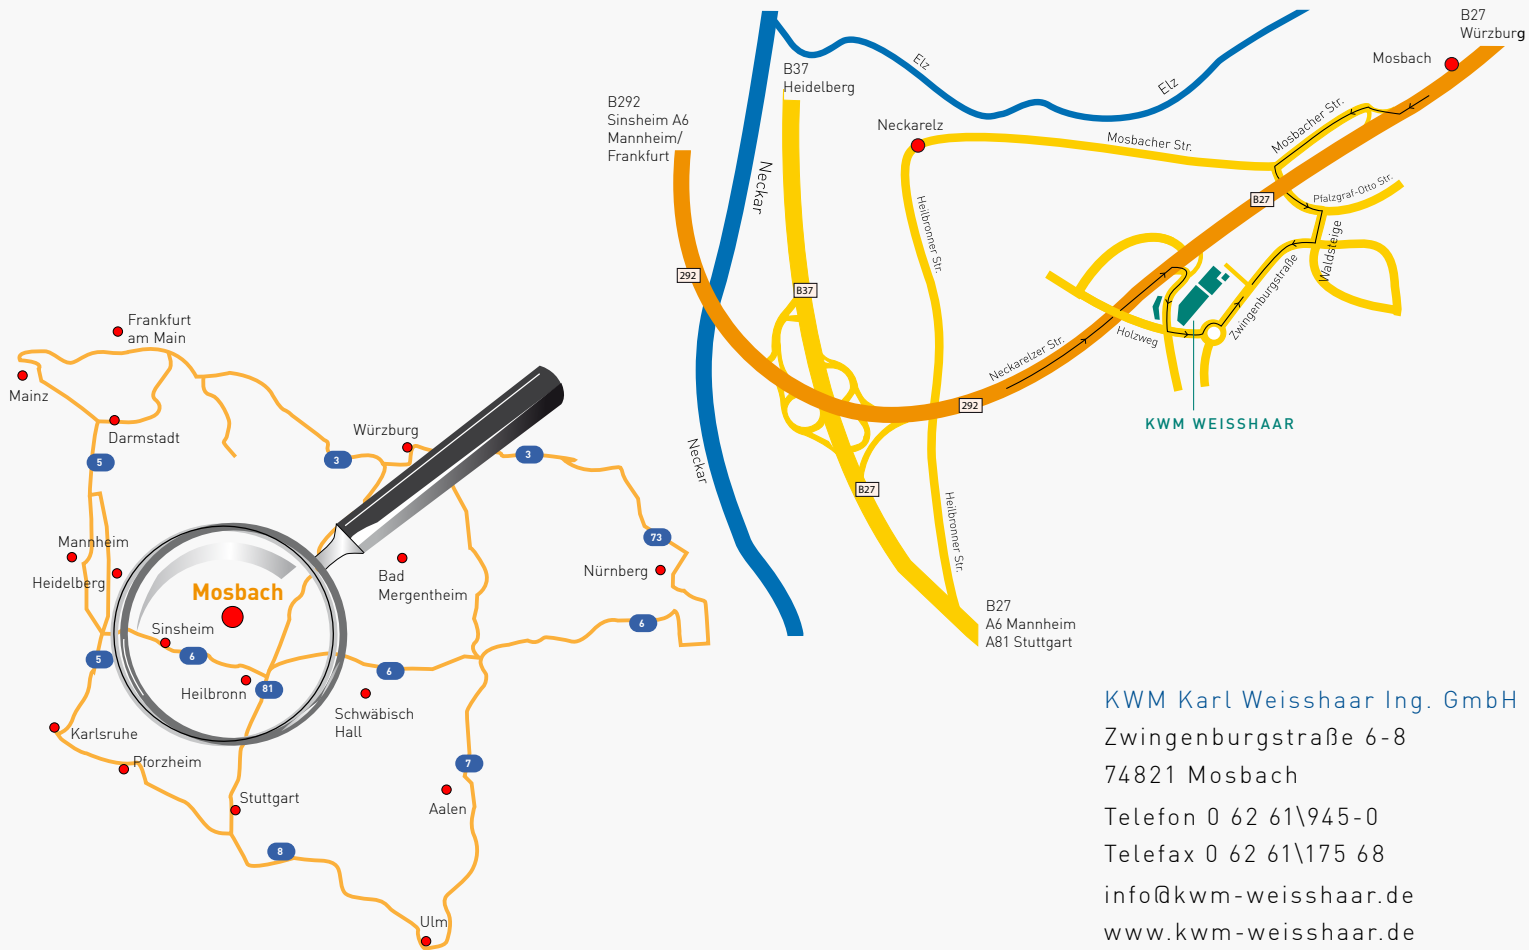 B27
Würzburg
Mosbach
B37
Heidelberg
Elz
Elz
B292
Sinsheim A6
Mannheim/
Frankfurt
Neckarelz
Mosbacher Str.
Mosbacher Str.
Neckar
B27
Pfalzgraf-Otto Str.
Heilbronner Str.
Waldsteige
292
B37
Zwingenburgstraße
Holzweg
Neckarelzer Str.
292
KWM WEISSHAAR
Neckar
B27
Heilbronner Str.
B27
A6 Mannheim
A81 Stuttgart
Frankfurt
am Main
Mainz
Darmstadt
Würzburg
5
3
3
73
Mannheim
Heidelberg
Bad
Mergentheim
Nürnberg
Mosbach
Sinsheim
6
6
5
6
Heilbronn
81
Schwäbisch
Hall
Karlsruhe
Pforzheim
7
Stuttgart
Aalen
8
Ulm
KWM Karl Weisshaar Ing. GmbH
Zwingenburgstraße 6-8
74821 Mosbach
Telefon 0 62 61\945-0
Telefax 0 62 61\175 68
info@kwm-weisshaar.de
www.kwm-weisshaar.de